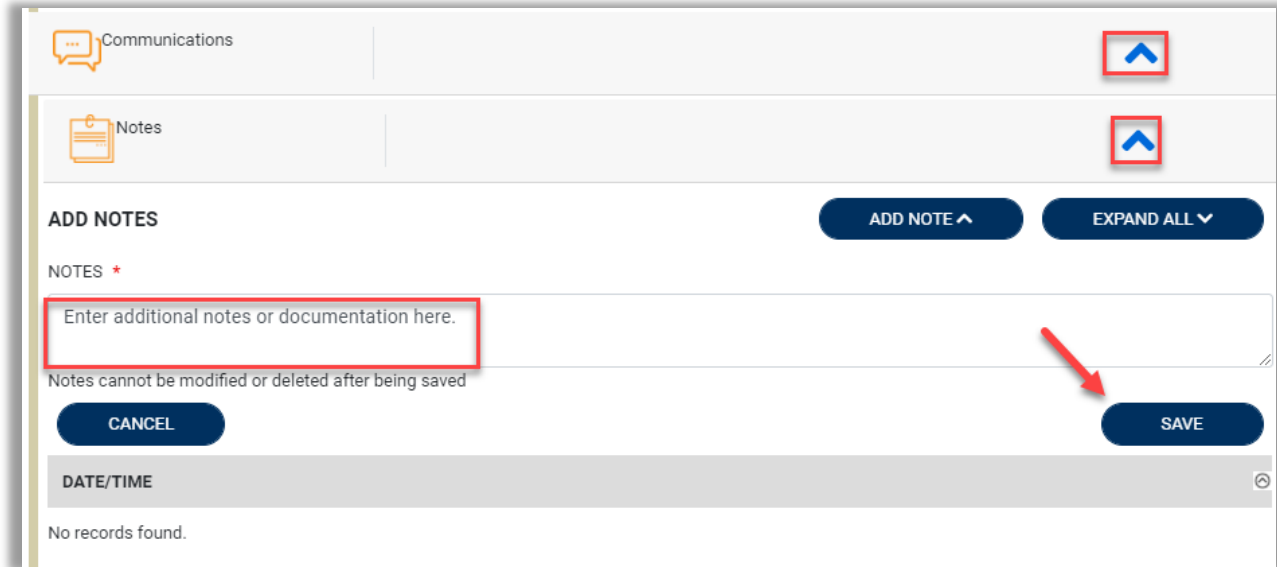 Communications
Notes
ADD NOTES
ADD NOTE
EXPAND ALL
NOTES *
Enter additional notes or documentation here.
Notes cannot be modified or deleted after being saved
CANCEL
SAVE
DATE/TIME
No records found.